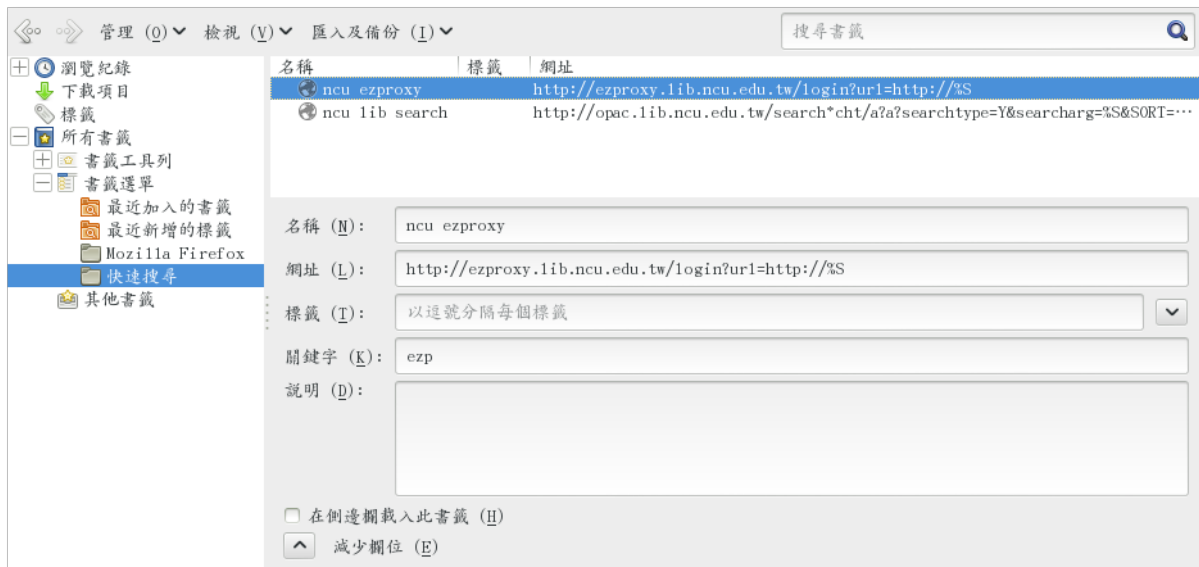 管理 (O) 檢視 (V) 匯入及備份 (I) 搜尋書籤
瀏覽紀錄
下載項目
標籤
所有書籤
書籤工具列
書籤選單
最近加入的書籤
最近新增的標籤
Mozilla Firefox
快速搜尋
其他書籤
名稱 標籤 網址
ncu ezproxy http://ezproxy.lib.ncu.edu.tw/login?url=http://%S
ncu lib search http://opac.lib.ncu.edu.tw/search*cht/a?a?searchtype=Y&searcharg=%S&SORT=…
名稱 (N): ncu ezproxy
網址 (L): http://ezproxy.lib.ncu.edu.tw/login?url=http://%S
標籤 (T): 以逗號分隔每個標籤
關鍵字 (K): ezp
說明 (D):
在側邊欄載入此書籤 (H)
減少欄位 (E)